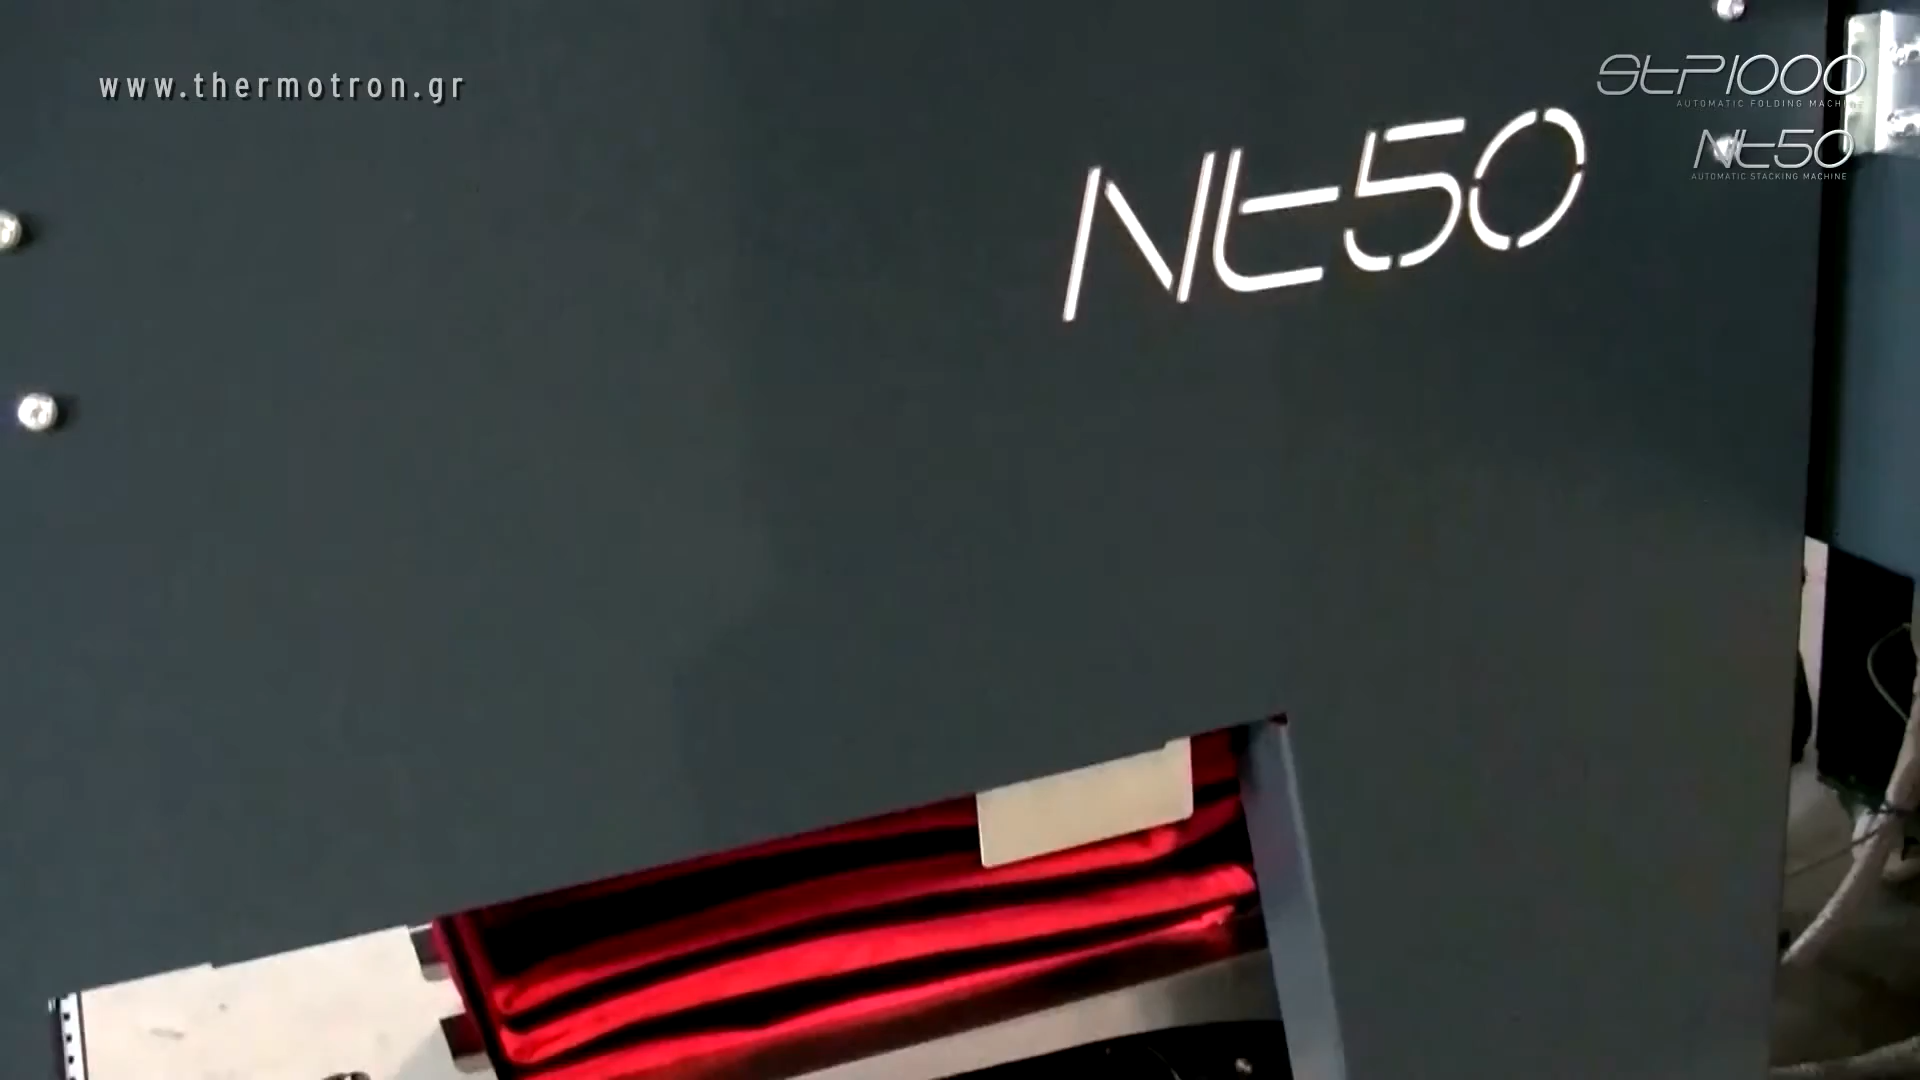 www.thermotron.gr
StP1000
AUTOMATIC FOLDING MACHINE
Nt50
AUTOMATIC STACKING MACHINE
Nt50